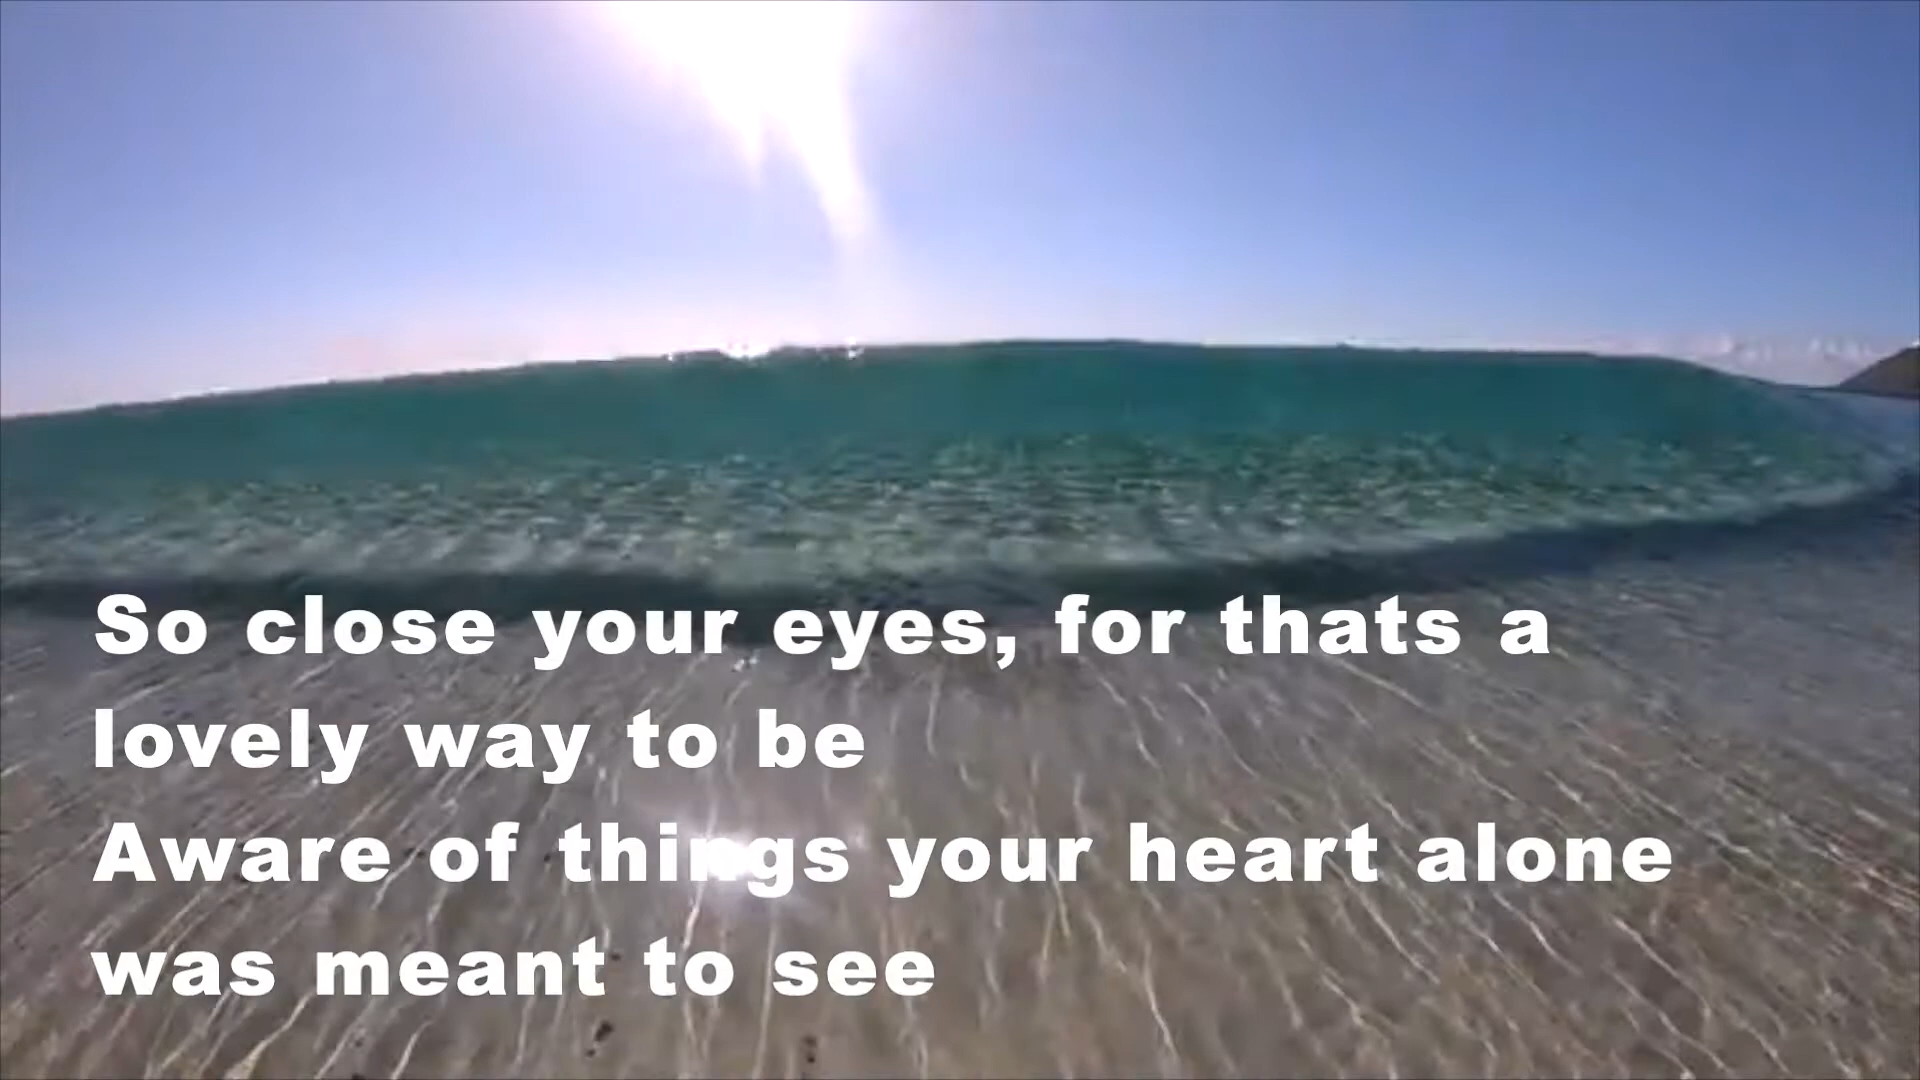 So close your eyes, for thats a
lovely way to be
Aware of things your heart alone
was meant to see